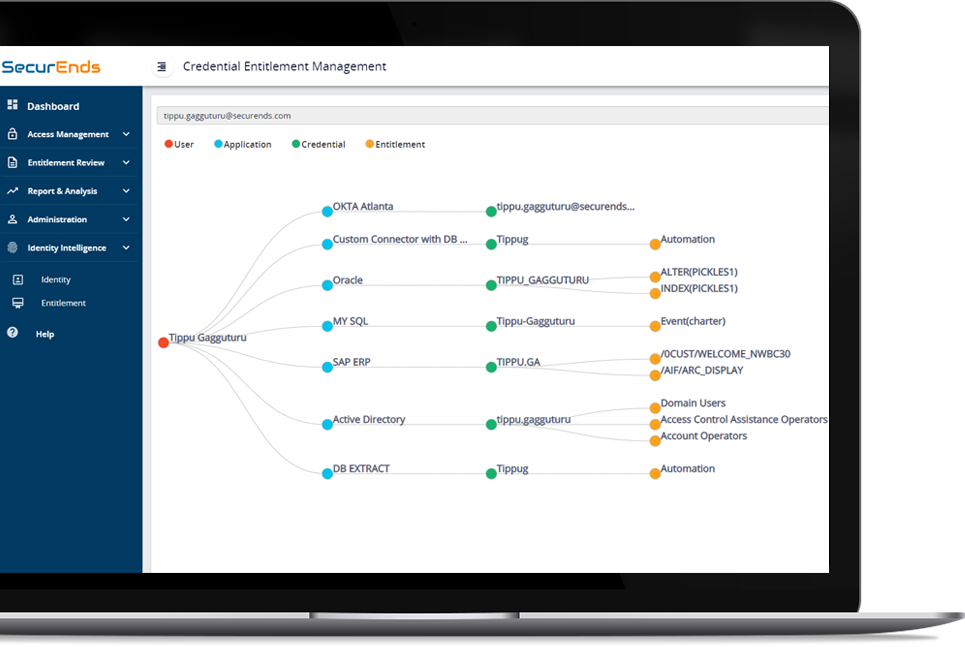 SecurEnds
Credential Entitlement Management
Dashboard
Access Management
Entitlement Review
Report & Analysis
Administration
Identity Intelligence
Identity
Entitlement
Help
tippu.gagguturu@securends.com
User Application Credential Entitlement
Tippu Gagguturu
OKTA Atlanta tippu.gagguturu@securends...
Custom Connector with DB ... Tippug Automation
Oracle TIPPU_GAGGUTURU
ALTER(PICKLES1)
INDEX(PICKLES1)
MY SQL Tippu-Gagguturu Event(charter)
SAP ERP TIPPU.GA
/0CUST/WELCOME_NWBC30
/AIF/ARC_DISPLAY
Active Directory tippu.gagguturu
Domain Users
Access Control Assistance Operators
Account Operators
DB EXTRACT Tippug Automation